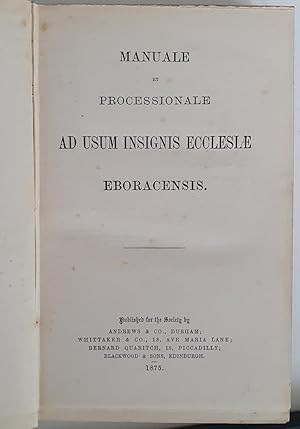 MANUALE
ET
PROCESSIONALE
AD USUM INSIGNIS ECCLESIÆ
EBORACENSIS.
Published for the Society by
ANDREWS & CO., DURHAM;
WHITTAKER & CO., 13, AVE MARIA LANE;
BERNARD QUARITCH, 15, PICCADILLY;
BLACKWOOD & SONS, EDINBURGH.
1875.